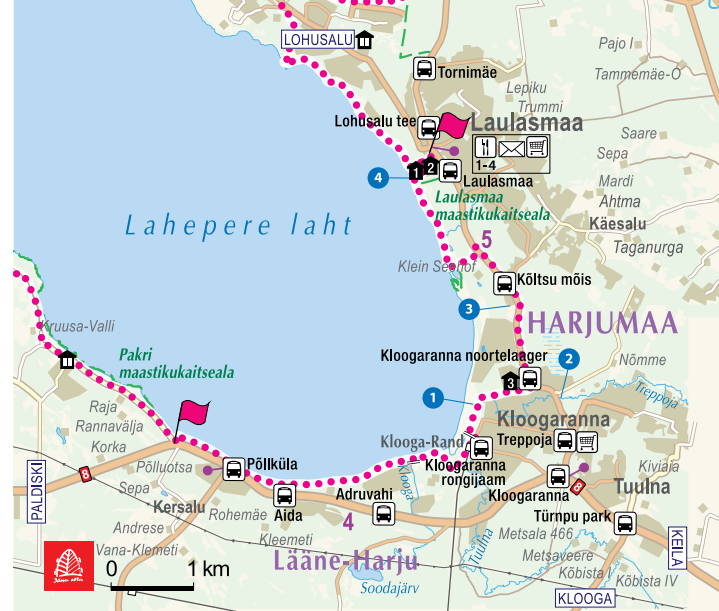 LOHUSALU
Pajo I
Tammemäe-O
Tornimäe
Lepiku
Trummi
Lohusalu tee
Laulasmaa
Saare
1-4
Sepa
4
1
2
Laulasmaa
Mardi
Ahtma
Laulasmaa
maastikukaitseala
Käesalu
Lahepere laht
5
Taganurga
Klein Seehof
Kõltsu mõis
3
HARJUMAA
Kruusa-Valli
Pakri
maastikukaitseala
Kloogaranna noortelaager
2
Nõmme
3
Treppoja
1
Raja
Rannavälja
Korka
Kloogaranna
Klooga-Rand
Treppoja
Põlluotsa
Põllküla
Kloogaranna
rongijaam
Kiviaia
8
PALDISKI
Sepa
Klooga
Kloogaranna
8
Tuulna
Kersalu
Rohemäe
Aida
Adruvahi
Türnpu park
Andrese
4
Metsala 466
Kleemeti
Tuulna
Metsaveere
KEILA
Vana-Klemeti
Lääne-Harju
Kõbista I
Kõbista IV
0
1 km
Soodajärv
KLOOGA